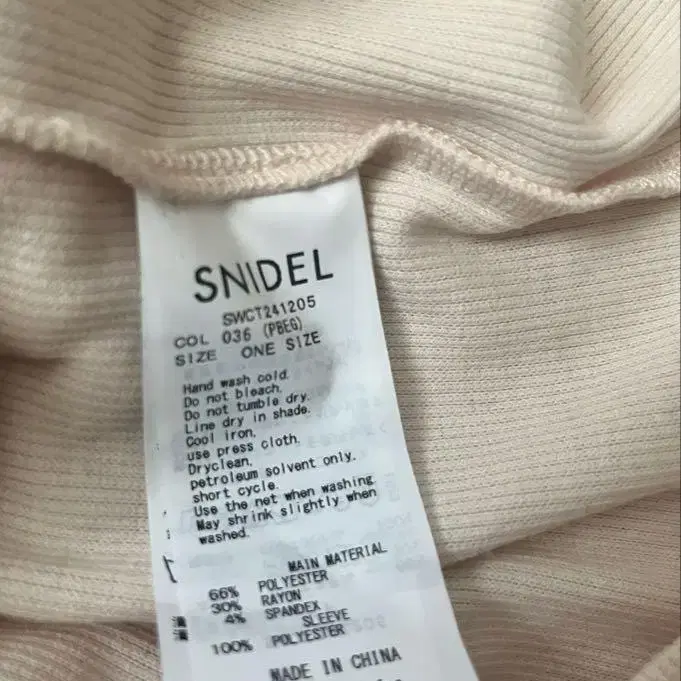 SNIDEL
SWCT241205
COL 036 (PBEG)
SIZE ONE SIZE
Hand wash cold.
Do not bleach.
Do not tumble dry.
Line dry in shade.
Cool iron,
use press cloth.
Dryclean,
petroleum solvent only.
short cycle.
Use the net when washing.
May shrink slightly when
washed.
MAIN MATERIAL
66% POLYESTER
30% RAYON
4% SPANDEX
SLEEVE
100% POLYESTER
MADE IN CHINA